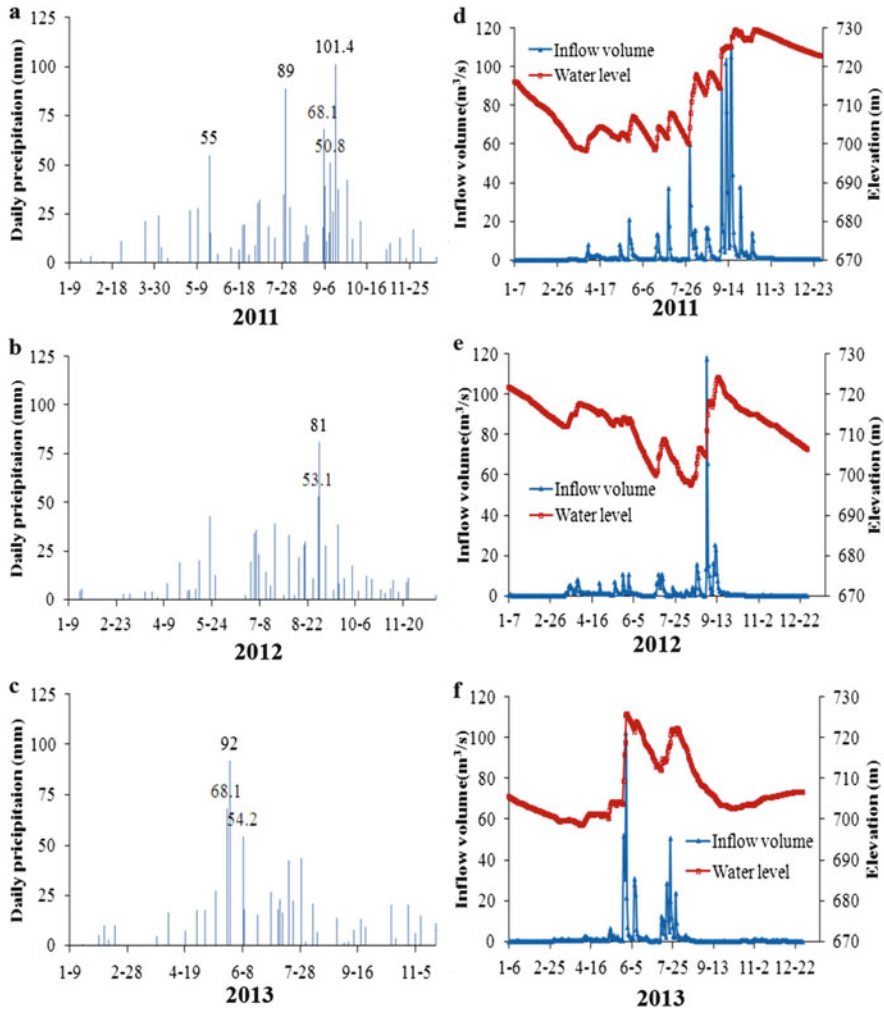 a
Daily precipitaion (mm)
125
100
75
50
25
0
55
89
68.1
50.8
101.4
1-9 2-18 3-30 5-9 6-18 7-28 9-6 10-16 11-25
2011
d
Inflow volume(m³/s)
120
100
80
60
40
20
0
Inflow volume
Water level
730
720
710
700
690
680
670
Elevation (m)
1-7 2-26 4-17 6-6 7-26 9-14 11-3 12-23
2011
b
Daily pricipitaion (mm)
125
100
75
50
25
0
81
53.1
1-9 2-23 4-8 5-24 7-8 8-22 10-6 11-20
2012
e
Inflow volume(m³/s)
120
100
80
60
40
20
0
Inflow volume
Water level
730
720
710
700
690
680
670
Elevation (m)
1-7 2-26 4-16 6-5 7-25 9-13 11-2 12-22
2012
c
Daily pricipitaion (mm)
125
100
75
50
25
0
92
68.1
54.2
1-9 2-28 4-19 6-8 7-28 9-16 11-5
2013
f
Inflow volume(m³/s)
120
100
80
60
40
20
0
Inflow volume
Water level
730
720
710
700
690
680
670
Elevation (m)
1-6 2-25 4-16 6-5 7-25 9-13 11-2 12-22
2013